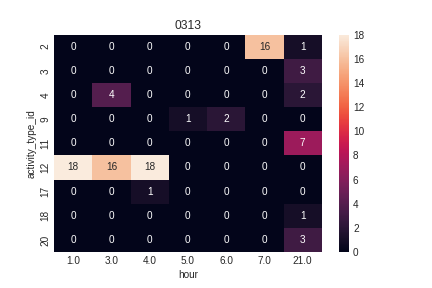 0313
2 0 0 0 0 0 16 1
3 0 0 0 0 0 0 3
4 0 4 0 0 0 0 2
9 0 0 0 1 2 0 0
11 0 0 0 0 0 0 7
12 18 16 18 0 0 0 0
17 0 0 1 0 0 0 0
18 0 0 0 0 0 0 1
20 0 0 0 0 0 0 3
1.0 3.0 4.0 5.0 6.0 7.0 21.0
hour
activity_type_id
18
16
14
12
10
8
6
4
2
0